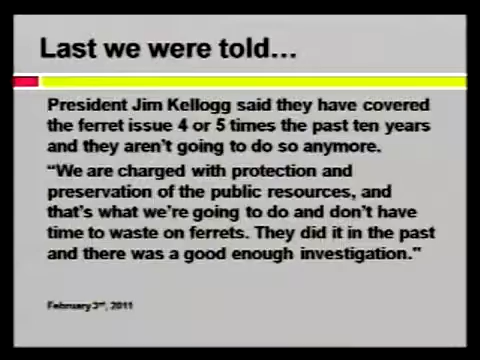 Last we were told…
President Jim Kellogg said they have covered
the ferret issue 4 or 5 times the past ten years
and they aren't going to do so anymore.
“We are charged with protection and
preservation of the public resources, and
that's what we're going to do and don't have
time to waste on ferrets. They did it in the past
and there was a good enough investigation."
February 3rd, 2011